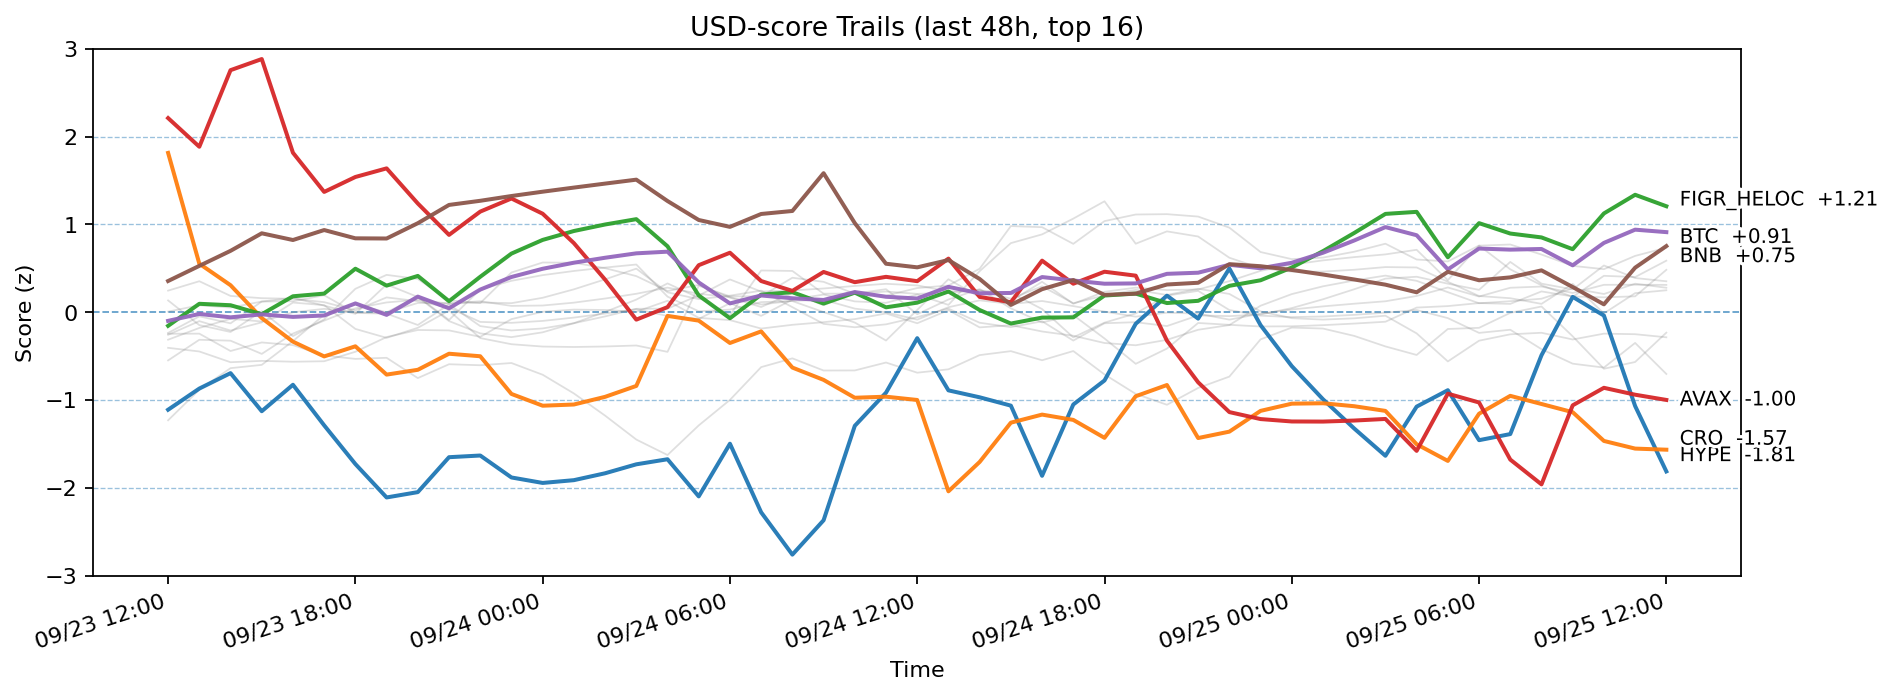 USD-score Trails (last 48h, top 16)
Score (z)
3
2
1
0
−1
−2
−3
FIGR_HELOC +1.21
BTC +0.91
BNB +0.75
AVAX -1.00
CRO -1.57
HYPE -1.81
09/23 12:00
09/23 18:00
09/24 00:00
09/24 06:00
09/24 12:00
09/24 18:00
09/25 00:00
09/25 06:00
09/25 12:00
Time